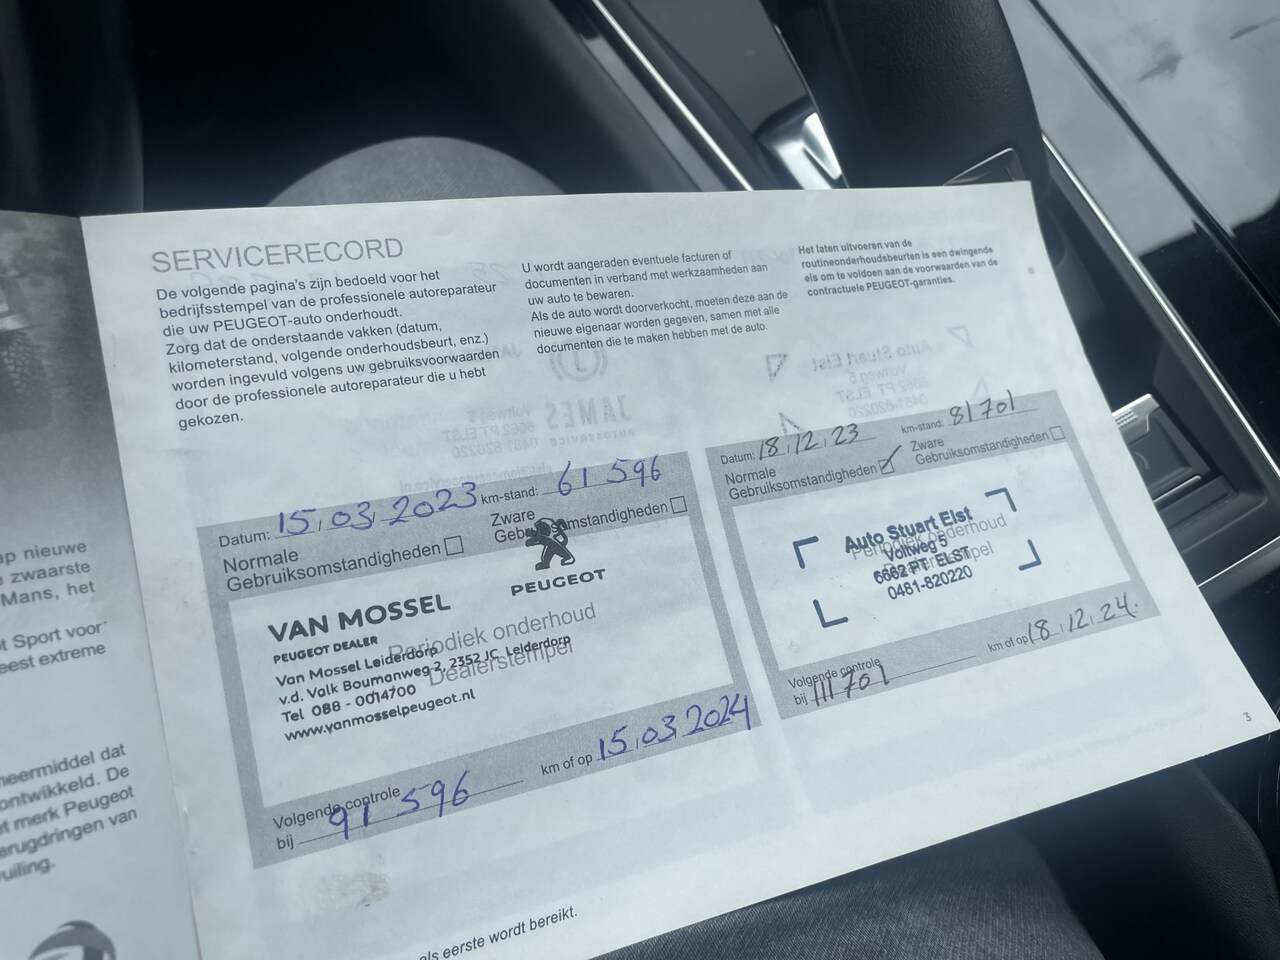 SERVICERECORD
De volgende pagina's zijn bedoeld voor het
bedrijfsstempel van de professionele autoreparateur
die uw PEUGEOT-auto onderhoudt.
Zorg dat de onderstaande vakken (datum,
kilometerstand, volgende onderhoudsbeurt, enz.)
worden ingevuld volgens uw gebruiksvoorwaarden
door de professionele autoreparateur die u hebt
gekozen.
U wordt aangeraden eventuele facturen of
documenten in verband met werkzaamheden aan
uw auto te bewaren.
Als de auto wordt doorverkocht, moeten deze aan de
nieuwe eigenaar worden gegeven, samen met alle
documenten die te maken hebben met de auto.
Het laten uitvoeren van de
routineonderhoudsbeurten is een dwingende
eis om te voldoen aan de voorwaarden van de
contractuele PEUGEOT-garanties.
Datum: 15.03.2023 km-stand: 61 596
Normale
Gebruiksomstandigheden
Zware
Gebruiksomstandigheden
PEUGEOT
VAN MOSSEL
PEUGEOT DEALER
Periodiek onderhoud
Dealerstempel
Van Mossel Leiderdorp
v.d. Valk Boumanweg 2, 2352 JC Leiderdorp
Tel 088 - 0014700
www.vanmosselpeugeot.nl
Volgende controle
bij 91 596 km of op 15.03.2024
Datum: 18.12.23 km-stand: 81701
Normale
Gebruiksomstandigheden
Zware
Gebruiksomstandigheden
Auto Stuart Elst
Periodiek onderhoud
Voltweg 5
6662 PT ELST
0481-820220
Volgende controle
bij 111701 km of op 18.12.24.
3
als eerste wordt bereikt.
ap nieuwe
zwaarste
Mans, het
t Sport voor
eest extreme
neermiddel dat
ontwikkeld. De
t merk Peugeot
erugdringen van
uiling.